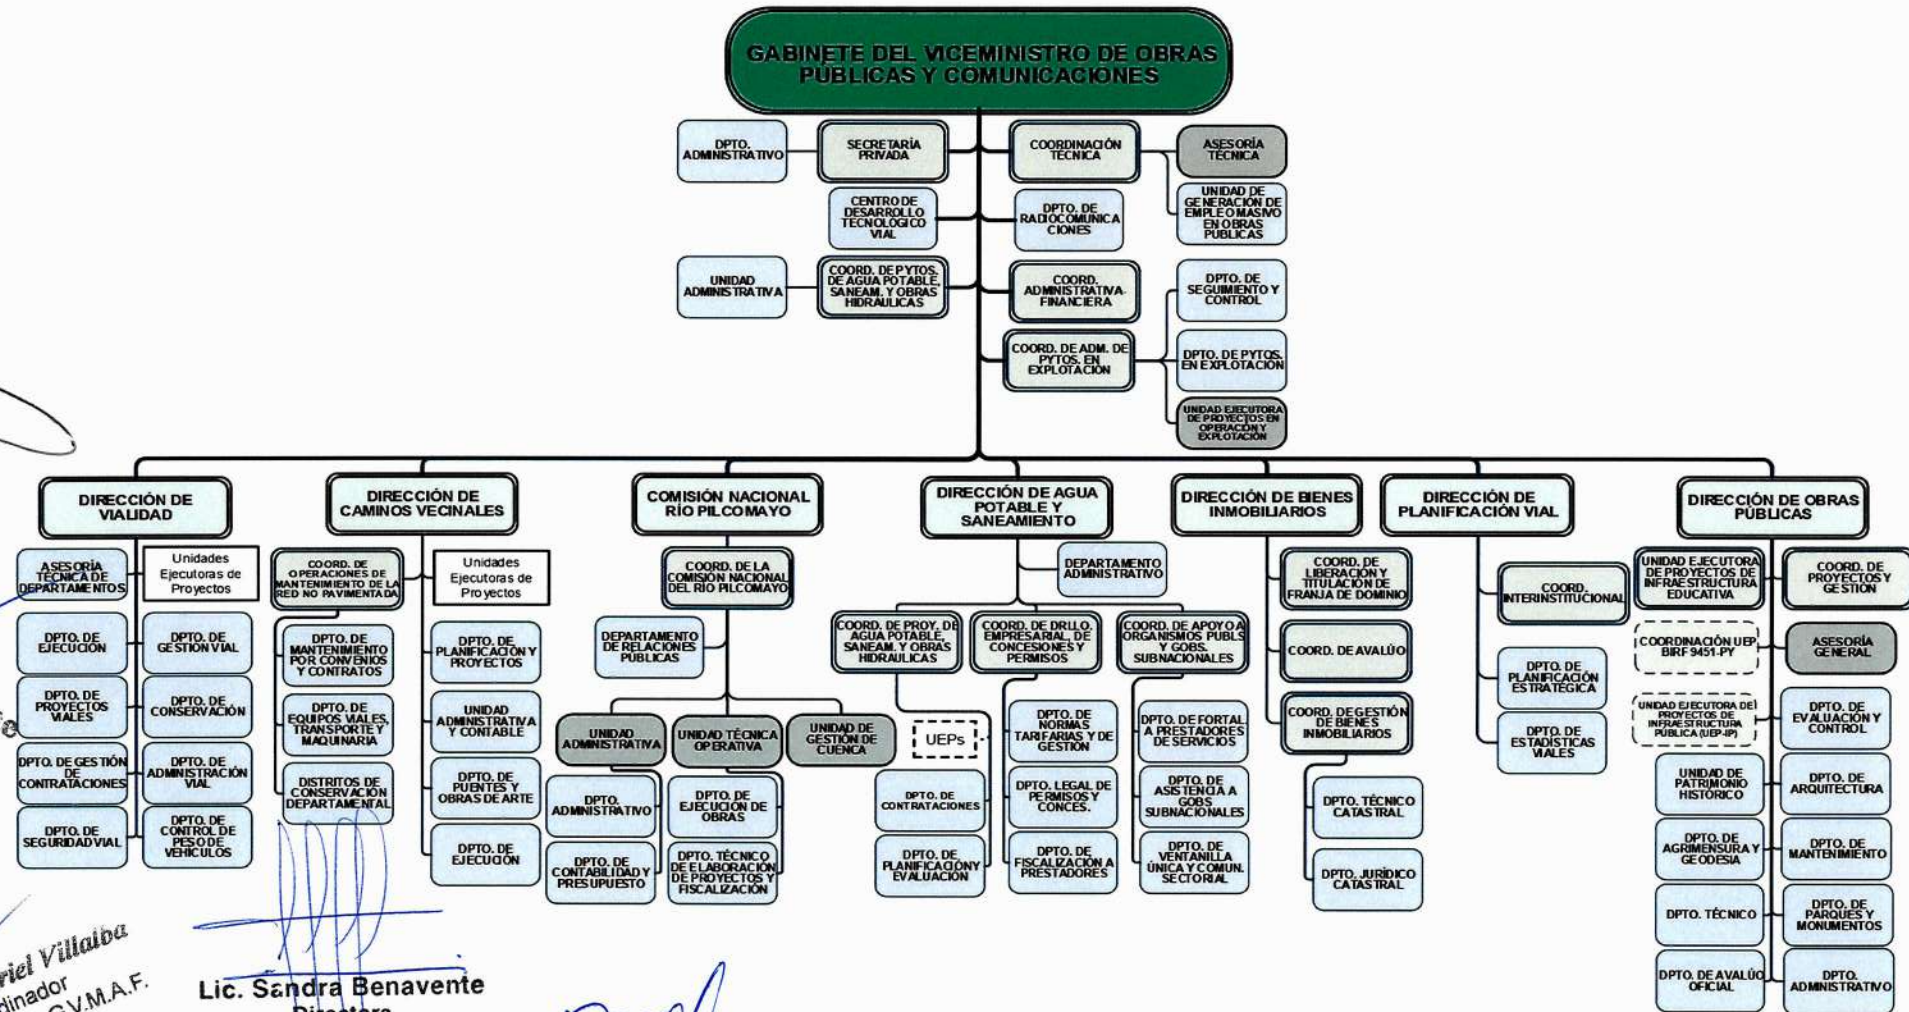 GABINETE DEL VICEMINISTRO DE OBRAS
PÚBLICAS Y COMUNICACIONES
DPTO.
ADMINISTRATIVO
SECRETARÍA
PRIVADA
COORDINACIÓN
TÉCNICA
ASESORÍA
TÉCNICA
CENTRO DE
DESARROLLO
TECNOLÓGICO
VIAL
DPTO. DE
RADIOCOMUNICA
CIONES
UNIDAD DE
GENERACIÓN DE
EMPLEO MASIVO
EN OBRAS
PÚBLICAS
UNIDAD
ADMINISTRATIVA
COORD. DE PYTOS.
DE AGUA POTABLE,
SANEAM. Y OBRAS
HIDRAULICAS
COORD.
ADMINISTRATIVA-
FINANCIERA
DPTO. DE
SEGUIMIENTO Y
CONTROL
COORD. DE ADM. DE
PYTOS. EN
EXPLOTACIÓN
DPTO. DE PYTOS.
EN EXPLOTACIÓN
UNIDAD EJECUTORA
DE PROYECTOS EN
OPERACIÓN Y
EXPLOTACIÓN
DIRECCIÓN DE
VIALIDAD
ASESORÍA
TÉCNICA DE
DEPARTAMENTOS
Unidades
Ejecutoras de
Proyectos
DPTO. DE
EJECUCIÓN
DPTO. DE
GESTIÓN VIAL
DPTO. DE
PROYECTOS
VIALES
DPTO. DE
CONSERVACIÓN
DPTO. DE GESTIÓN
DE
CONTRATACIONES
DPTO. DE
ADMINISTRACIÓN
VIAL
DPTO. DE
SEGURIDAD VIAL
DPTO. DE
CONTROL DE
PESO DE
VEHÍCULOS
DIRECCIÓN DE
CAMINOS VECINALES
COORD. DE
OPERACIONES DE
MANTENIMIENTO DE LA
RED NO PAVIMENTADA
Unidades
Ejecutoras de
Proyectos
DPTO. DE
MANTENIMIENTO
POR CONVENIOS
Y CONTRATOS
DPTO. DE
PLANIFICACIÓN Y
PROYECTOS
DPTO. DE
EQUIPOS VIALES,
TRANSPORTE Y
MAQUINARIA
UNIDAD
ADMINISTRATIVA
Y CONTABLE
DISTRITOS DE
CONSERVACIÓN
DEPARTAMENTAL
DPTO. DE
PUENTES Y
OBRAS DE ARTE
DPTO. DE
EJECUCIÓN
COMISIÓN NACIONAL
RÍO PILCOMAYO
COORD. DE LA
COMISIÓN NACIONAL
DEL RÍO PILCOMAYO
DEPARTAMENTO
DE RELACIONES
PÚBLICAS
UNIDAD
ADMINISTRATIVA
UNIDAD TÉCNICA
OPERATIVA
UNIDAD DE
GESTIÓN DE
CUENCA
DPTO.
ADMINISTRATIVO
DPTO. DE
EJECUCIÓN DE
OBRAS
DPTO. DE
CONTABILIDAD Y
PRESUPUESTO
DPTO. TÉCNICO
DE ELABORACIÓN
DE PROYECTOS Y
FISCALIZACIÓN
DIRECCIÓN DE AGUA
POTABLE Y
SANEAMIENTO
DEPARTAMENTO
ADMINISTRATIVO
COORD. DE PROY. DE
AGUA POTABLE,
SANEAM. Y OBRAS
HIDRAULICAS
COORD. DE DRLLO.
EMPRESARIAL, DE
CONCESIONES Y
PERMISOS
COORD. DE APOYO A
ORGANISMOS PUBLS
Y GOBS.
SUBNACIONALES
UEPs
DPTO. DE
NORMAS
TARIFARIAS Y DE
GESTIÓN
DPTO. DE FORTAL.
A PRESTADORES
DE SERVICIOS
DPTO. DE
CONTRATACIONES
DPTO. LEGAL DE
PERMISOS Y
CONCES.
DPTO. DE
ASISTENCIA A
GOBS
SUBNACIONALES
DPTO. DE
PLANIFICACIÓN Y
EVALUACIÓN
DPTO. DE
FISCALIZACIÓN A
PRESTADORES
DPTO. DE
VENTANILLA
ÚNICA Y COMUN.
SECTORIAL
DIRECCIÓN DE BIENES
INMOBILIARIOS
COORD. DE
LIBERACIÓN Y
TITULACIÓN DE
FRANJA DE DOMINIO
COORD. DE AVALÚO
COORD. DE GESTIÓN
DE BIENES
INMOBILIARIOS
DPTO. TÉCNICO
CATASTRAL
DPTO. JURÍDICO
CATASTRAL
DIRECCIÓN DE
PLANIFICACIÓN VIAL
COORD.
INTERINSTITUCIONAL
DPTO. DE
PLANIFICACIÓN
ESTRATÉGICA
DPTO. DE
ESTADÍSTICAS
VIALES
DIRECCIÓN DE OBRAS
PÚBLICAS
UNIDAD EJECUTORA
DE PROYECTOS DE
INFRAESTRUCTURA
EDUCATIVA
COORD. DE
PROYECTOS Y
GESTIÓN
COORDINACIÓN UEP
BIRF 9451-PY
ASESORÍA
GENERAL
UNIDAD EJECUTORA DE
PROYECTOS DE
INFRAESTRUCTURA
PÚBLICA (UEP-IP)
DPTO. DE
EVALUACIÓN Y
CONTROL
UNIDAD DE
PATRIMONIO
HISTÓRICO
DPTO. DE
ARQUITECTURA
DPTO. DE
AGRIMENSURA Y
GEODESIA
DPTO. DE
MANTENIMIENTO
DPTO. TÉCNICO
DPTO. DE
PARQUES Y
MONUMENTOS
DPTO. DE AVALÚO
OFICIAL
DPTO.
ADMINISTRATIVO
riel Villalba
dinador
G.V.M.A.F.
Lic. Sandra Benavente
Directora